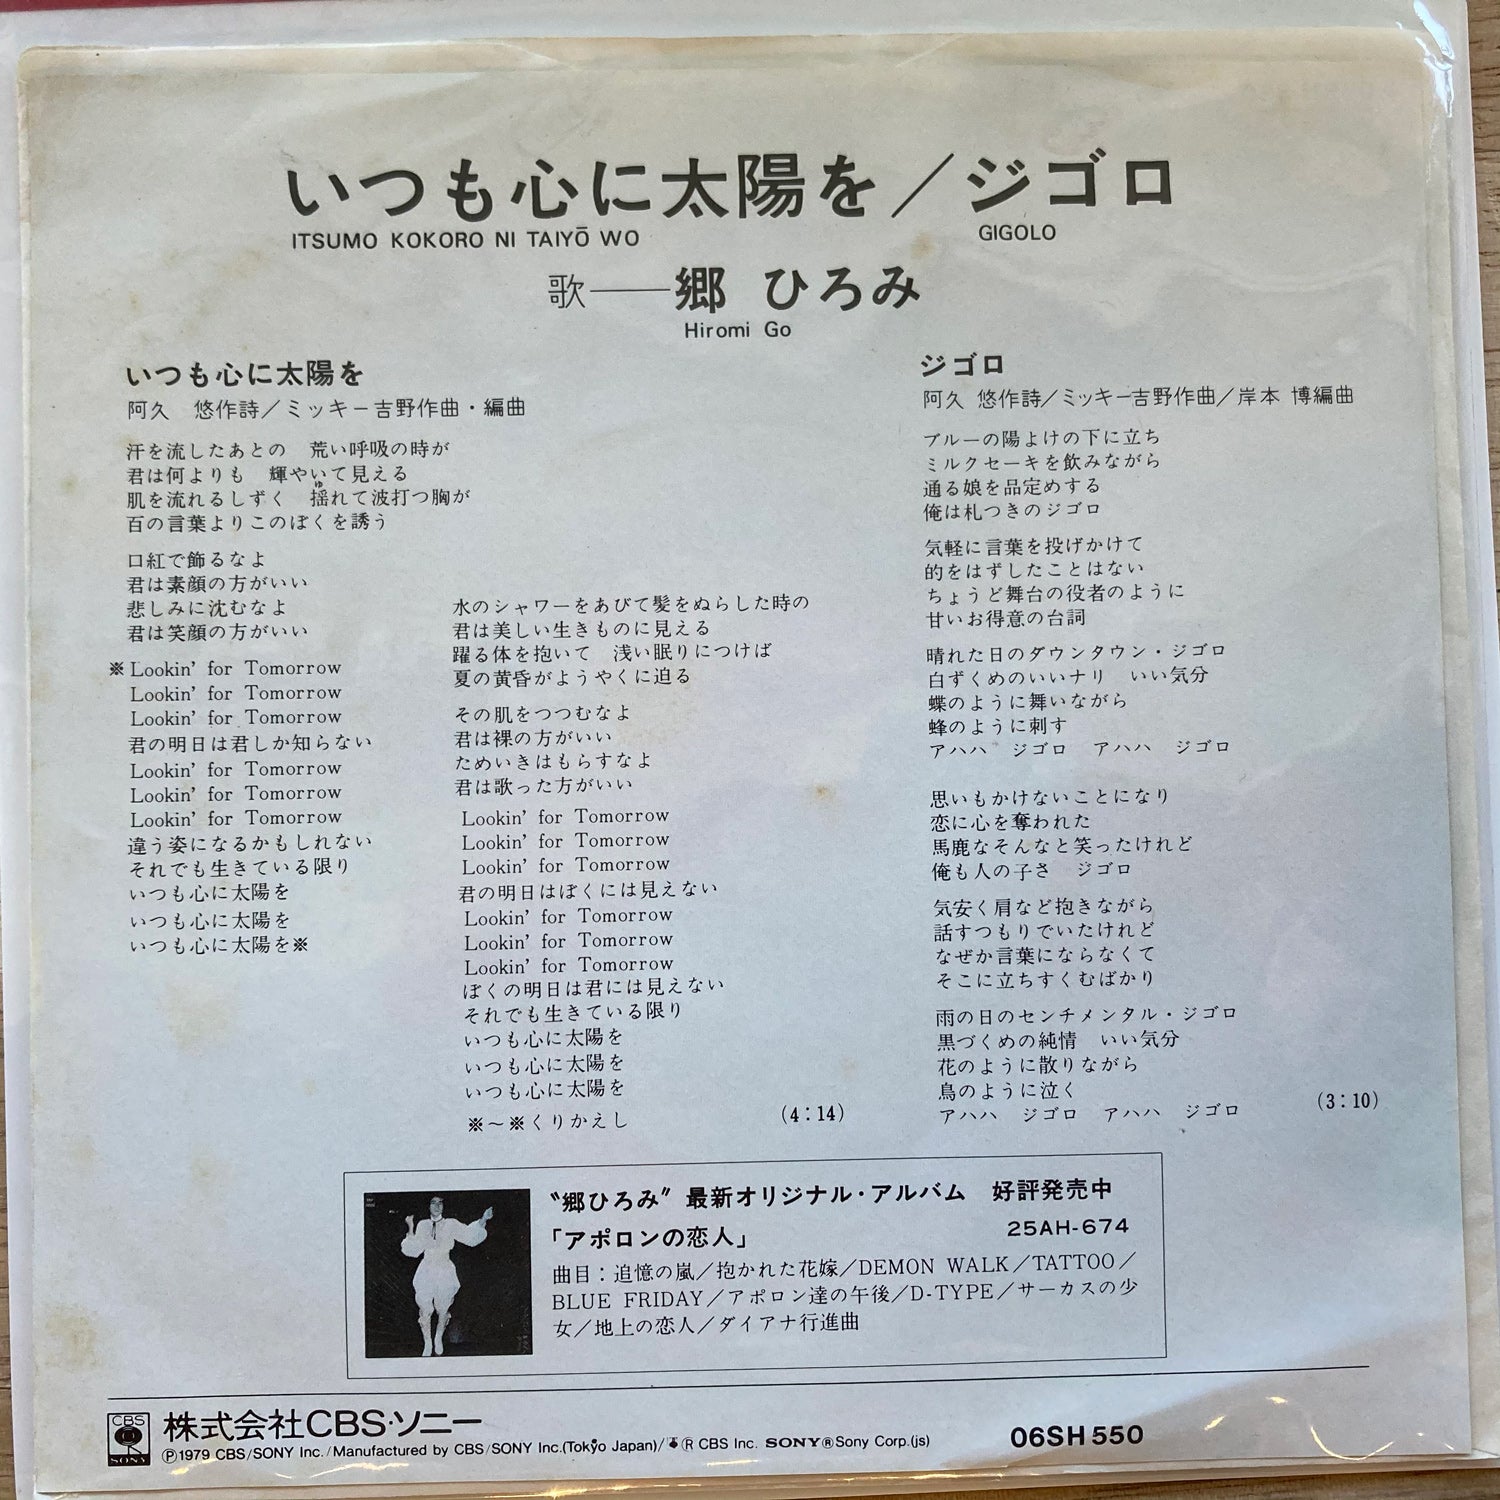 いつも心に太陽を／ジゴロ
ITSUMO KOKORO NI TAIYŌ WO
GIGOLO
歌——郷 ひろみ
Hiromi Go
いつも心に太陽を
阿久 悠作詩／ミッキー吉野作曲・編曲
汗を流したあとの 荒い呼吸の時が
君は何よりも 輝やいて見える
ゆ
肌を流れるしずく 揺れて波打つ胸が
百の言葉よりこのぼくを誘う
口紅で飾るなよ
君は素顔の方がいい
悲しみに沈むなよ
君は笑顔の方がいい
※Lookin' for Tomorrow
Lookin' for Tomorrow
Lookin' for Tomorrow
君の明日は君しか知らない
Lookin' for Tomorrow
Lookin' for Tomorrow
Lookin' for Tomorrow
違う姿になるかもしれない
それでも生きている限り
いつも心に太陽を
いつも心に太陽を
いつも心に太陽を※
水のシャワーをあびて髪をぬらした時の
君は美しい生きものに見える
躍る体を抱いて 浅い眠りにつけば
夏の黄昏がようやくに迫る
その肌をつつむなよ
君は裸の方がいい
ためいきはもらすなよ
君は歌った方がいい
Lookin' for Tomorrow
Lookin' for Tomorrow
Lookin' for Tomorrow
君の明日はぼくには見えない
Lookin' for Tomorrow
Lookin' for Tomorrow
Lookin' for Tomorrow
ぼくの明日は君には見えない
それでも生きている限り
いつも心に太陽を
いつも心に太陽を
いつも心に太陽を
※〜※くりかえし
(4：14)
ジゴロ
阿久 悠作詩／ミッキー吉野作曲／岸本 博編曲
ブルーの陽よけの下に立ち
ミルクセーキを飲みながら
通る娘を品定めする
俺は札つきのジゴロ
気軽に言葉を投げかけて
的をはずしたことはない
ちょうど舞台の役者のように
甘いお得意の台詞
晴れた日のダウンタウン・ジゴロ
白ずくめのいいナリ いい気分
蝶のように舞いながら
蜂のように刺す
アハハ ジゴロ アハハ ジゴロ
思いもかけないことになり
恋に心を奪われた
馬鹿なそんなと笑ったけれど
俺も人の子さ ジゴロ
気安く肩など抱きながら
話すつもりでいたけれど
なぜか言葉にならなくて
そこに立ちすくむばかり
雨の日のセンチメンタル・ジゴロ
黒づくめの純情 いい気分
花のように散りながら
鳥のように泣く
アハハ ジゴロ アハハ ジゴロ
(3：10)
“郷ひろみ” 最新オリジナル・アルバム 好評発売中
「アポロンの恋人」 25AH-674
曲目：追憶の嵐／抱かれた花嫁／DEMON WALK／TATTOO／
BLUE FRIDAY／アポロン達の午後／D-TYPE／サーカスの少
女／地上の恋人／ダイアナ行進曲
CBS
SONY
株式会社CBS・ソニー
Ⓟ1979 CBS/SONY Inc./Manufactured by CBS/SONY Inc.(Tokyo Japan)/®CBS Inc. SONY®Sony Corp.(js)
06SH 550